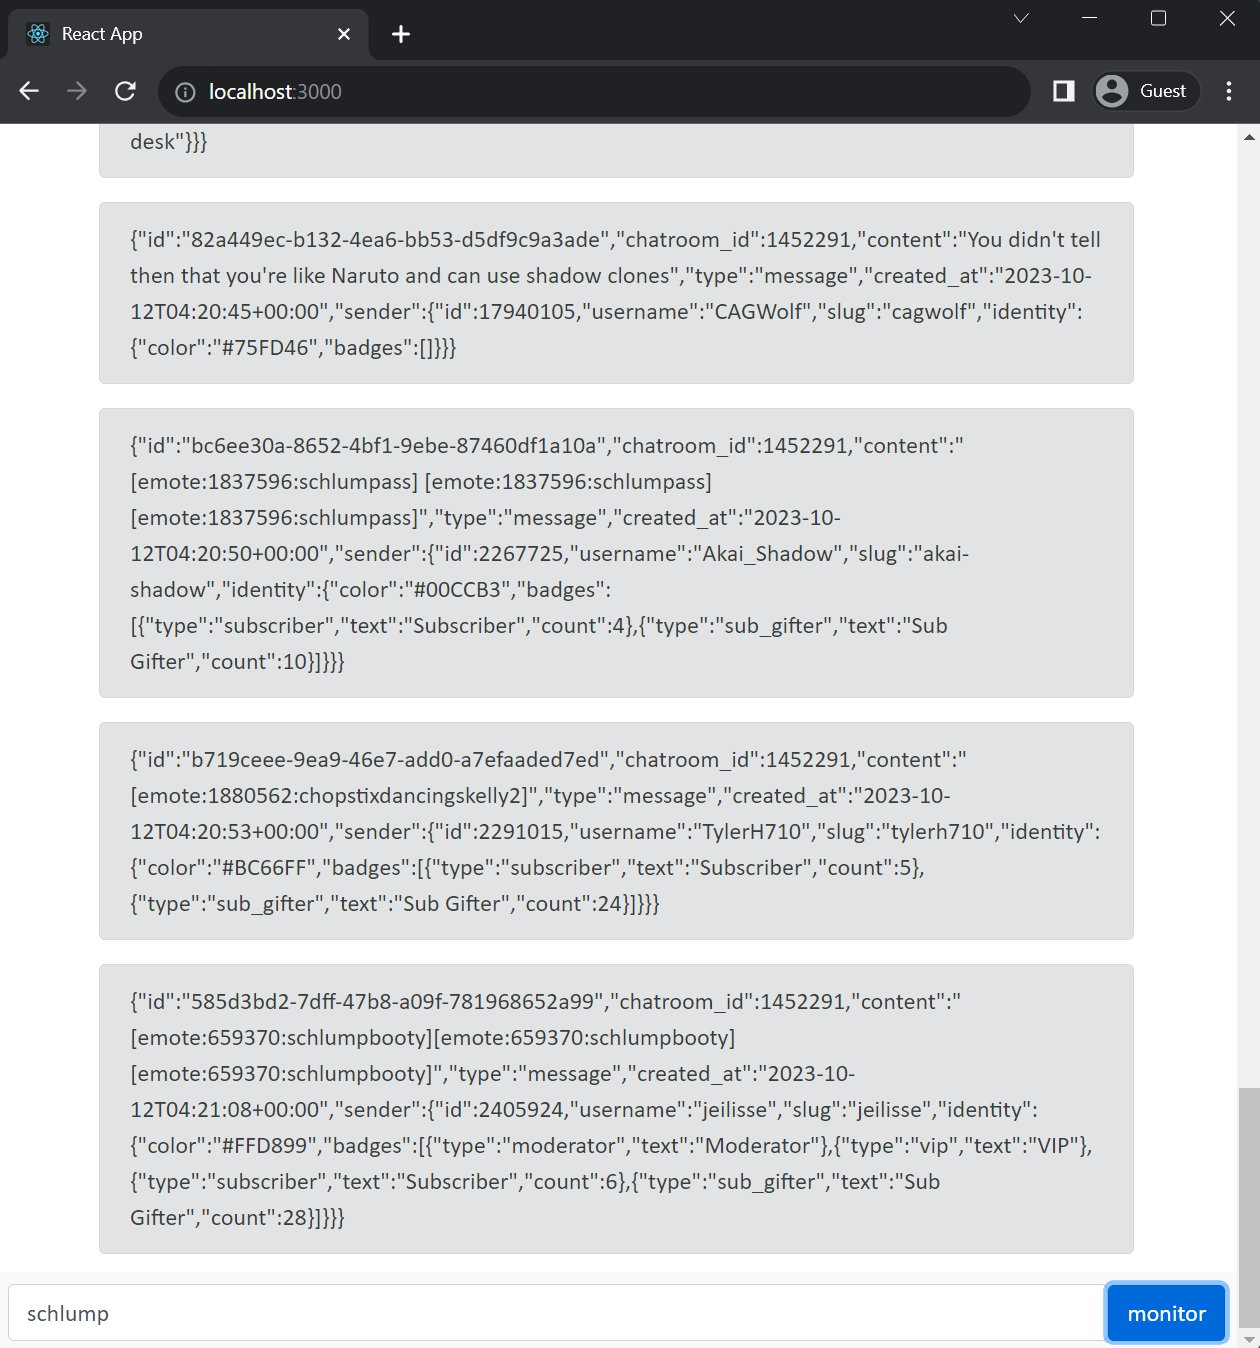 React App
localhost:3000
Guest
desk"}}}
{"id":"82a449ec-b132-4ea6-bb53-d5df9c9a3ade","chatroom_id":1452291,"content":"You didn't tell
then that you're like Naruto and can use shadow clones","type":"message","created_at":"2023-10-
12T04:20:45+00:00","sender":{"id":17940105,"username":"CAGWolf","slug":"cagwolf","identity":
{"color":"#75FD46","badges":[]}}}
{"id":"bc6ee30a-8652-4bf1-9ebe-87460df1a10a","chatroom_id":1452291,"content":"
[emote:1837596:schlumpass] [emote:1837596:schlumpass]
[emote:1837596:schlumpass]","type":"message","created_at":"2023-10-
12T04:20:50+00:00","sender":{"id":2267725,"username":"Akai_Shadow","slug":"akai-
shadow","identity":{"color":"#00CCB3","badges":
[{"type":"subscriber","text":"Subscriber","count":4},{"type":"sub_gifter","text":"Sub
Gifter","count":10}]}}}
{"id":"b719ceee-9ea9-46e7-add0-a7efaaded7ed","chatroom_id":1452291,"content":"
[emote:1880562:chopstixdancingskelly2]","type":"message","created_at":"2023-10-
12T04:20:53+00:00","sender":{"id":2291015,"username":"TylerH710","slug":"tylerh710","identity":
{"color":"#BC66FF","badges":[{"type":"subscriber","text":"Subscriber","count":5},
{"type":"sub_gifter","text":"Sub Gifter","count":24}]}}}
{"id":"585d3bd2-7dff-47b8-a09f-781968652a99","chatroom_id":1452291,"content":"
[emote:659370:schlumpbooty][emote:659370:schlumpbooty]
[emote:659370:schlumpbooty]","type":"message","created_at":"2023-10-
12T04:21:08+00:00","sender":{"id":2405924,"username":"jeilisse","slug":"jeilisse","identity":
{"color":"#FFD899","badges":[{"type":"moderator","text":"Moderator"},{"type":"vip","text":"VIP"},
{"type":"subscriber","text":"Subscriber","count":6},{"type":"sub_gifter","text":"Sub
Gifter","count":28}]}}}
schlump
monitor